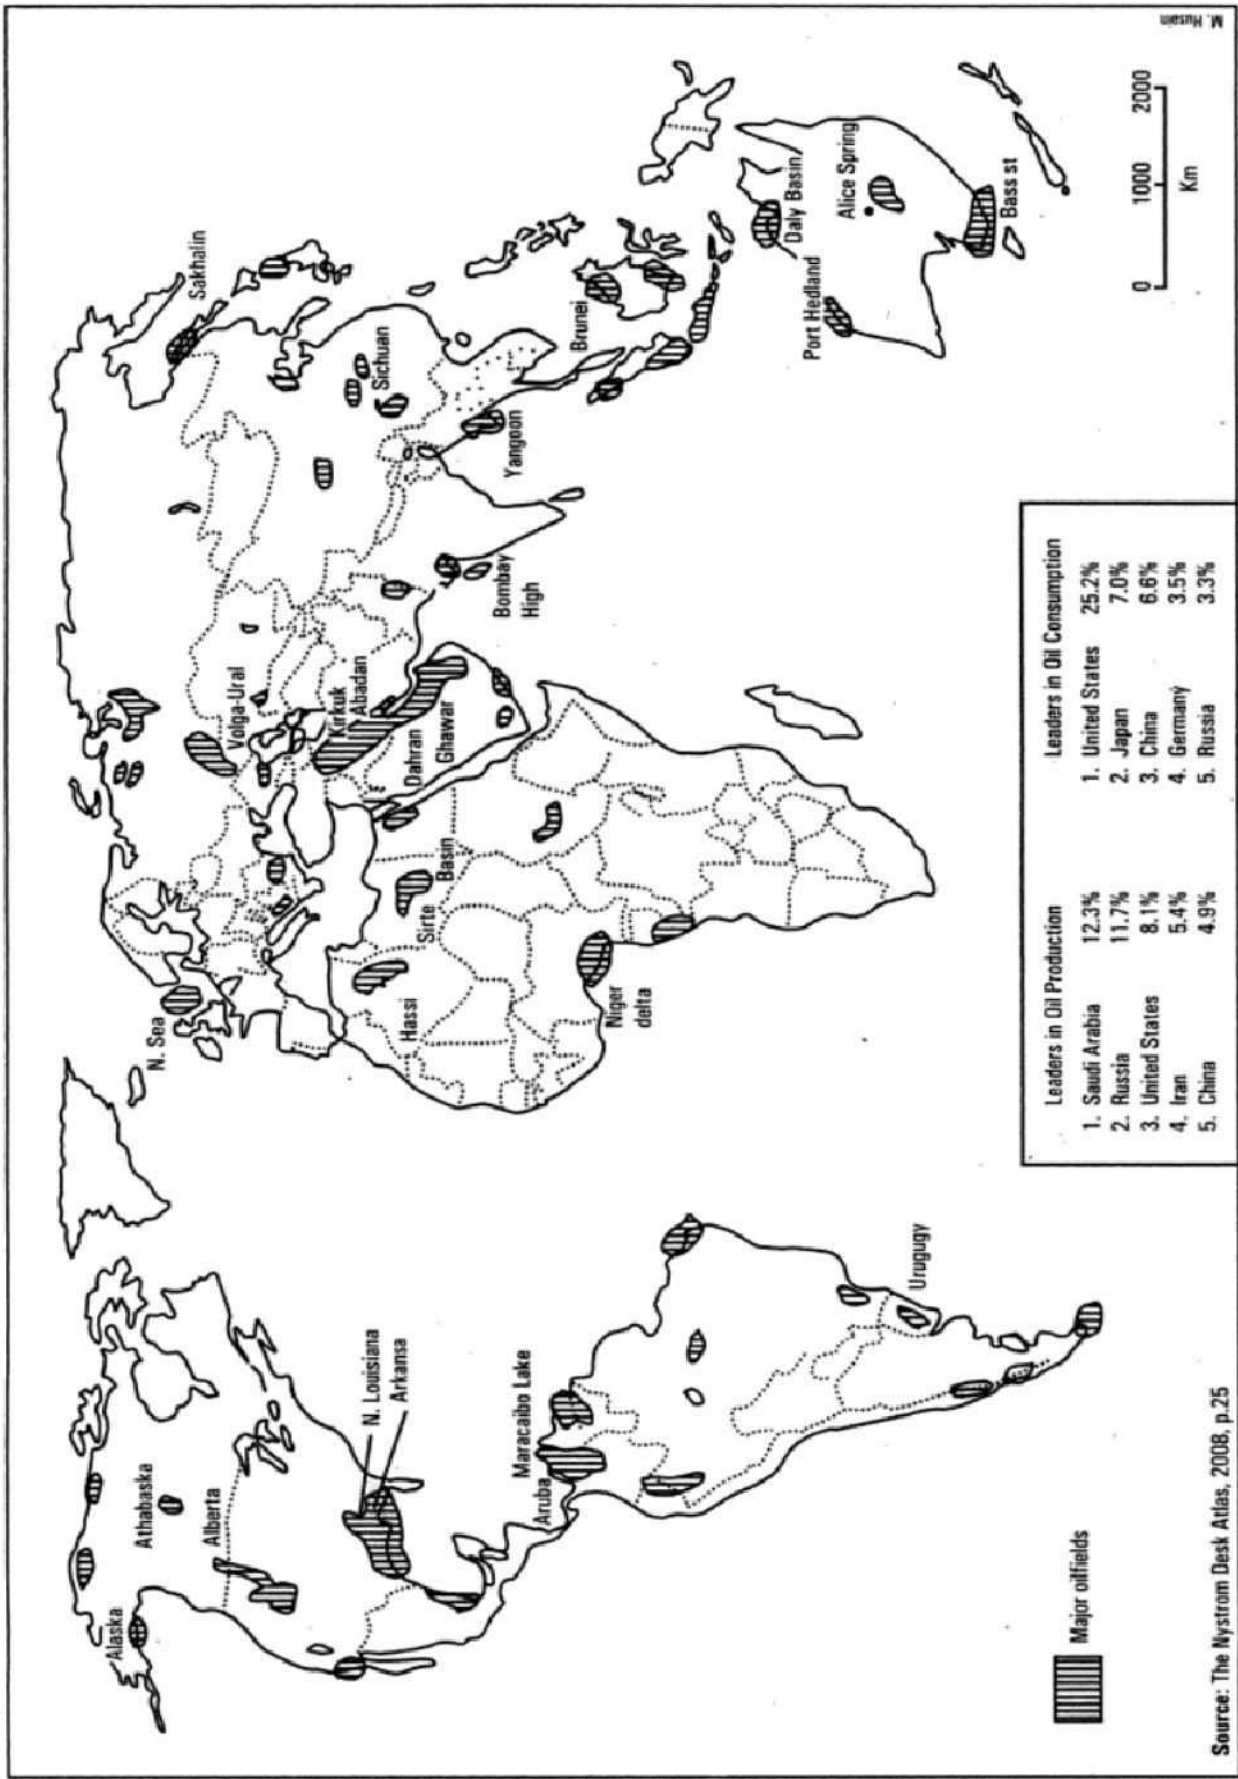 Alaska
Athabaska
Alberta
N. Louisiana
Arkansa
Maracaibo Lake
Aruba
Urugugy
N. Sea
Hassi
Sirte
Basin
Niger
delta
Volga-Ural
Kirkuk
Abadan
Dahran
Ghawar
Bombay
High
Yangoon
Sichuan
Sakhalin
Brunei
Port Hedland
Daly Basin
Alice Spring
Bass st
0 1000 2000
Km
Major oilfields
Leaders in Oil Production
1. Saudi Arabia 12.3%
2. Russia 11.7%
3. United States 8.1%
4. Iran 5.4%
5. China 4.9%
Leaders in Oil Consumption
1. United States 25.2%
2. Japan 7.0%
3. China 6.6%
4. Germany 3.5%
5. Russia 3.3%
Source: The Nystrom Desk Atlas, 2008, p.25
M. Husain